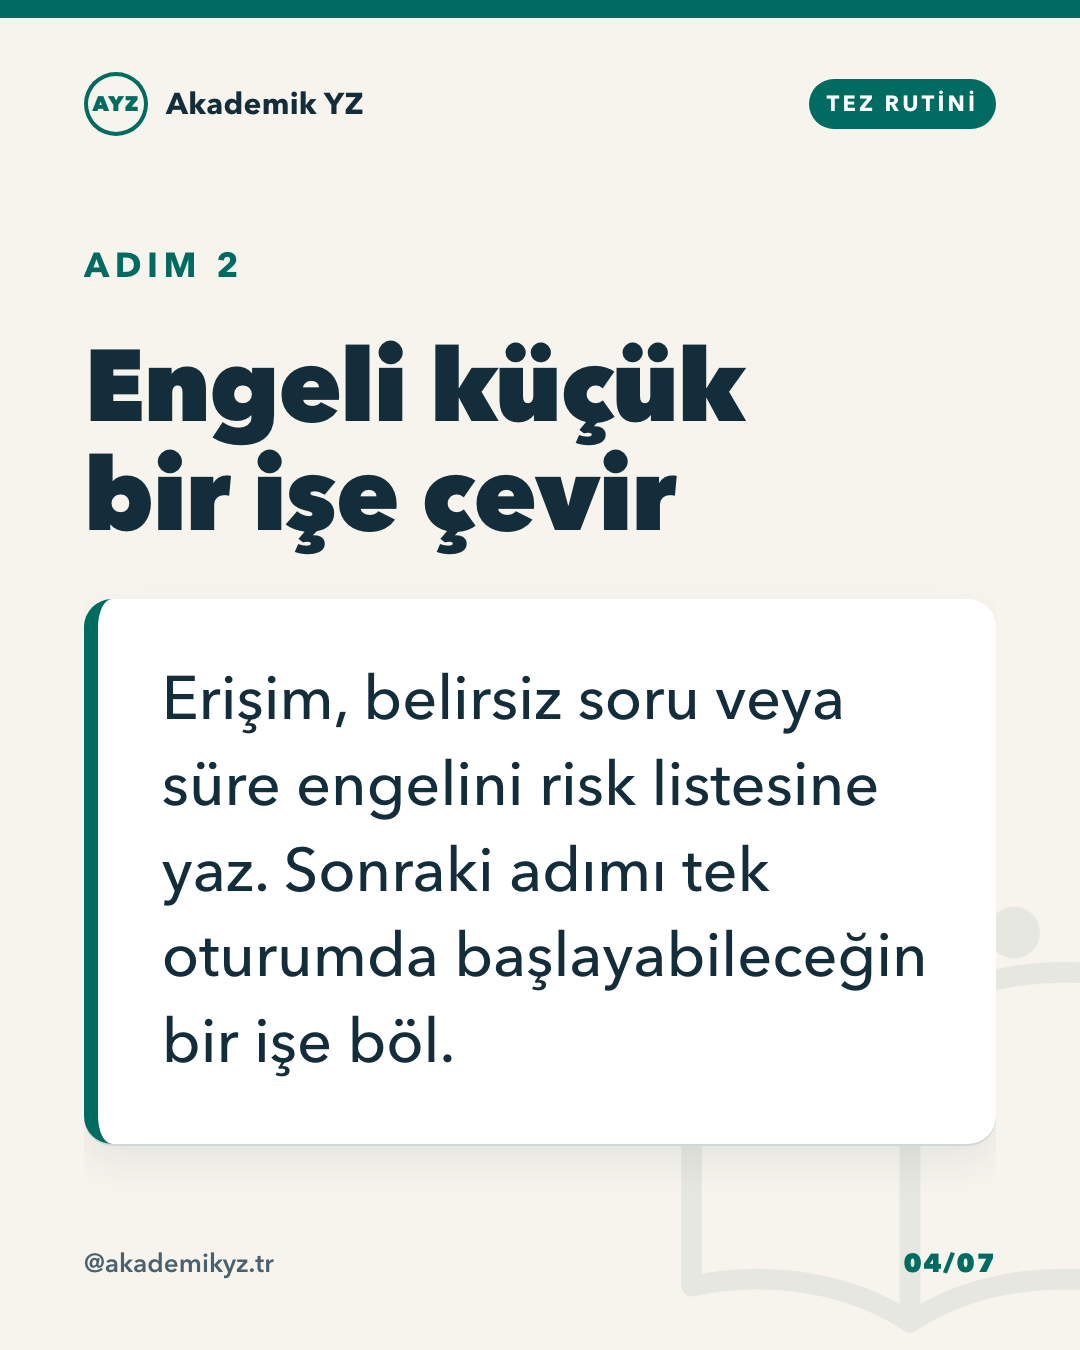 AYZ Akademik YZ
TEZ RUTİNİ
ADIM 2
Engeli küçük
bir işe çevir
Erişim, belirsiz soru veya
süre engelini risk listesine
yaz. Sonraki adımı tek
oturumda başlayabileceğin
bir işe böl.
@akademikyz.tr
04/07